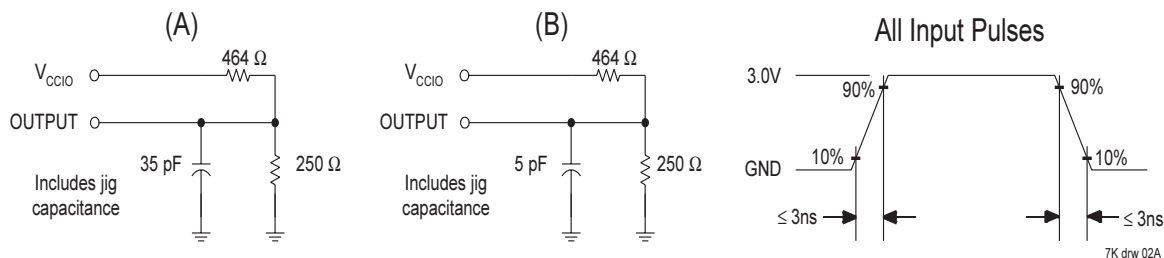 (A)
464 Ω
V_CCIO
OUTPUT
35 pF
250 Ω
Includes jig
capacitance
(B)
464 Ω
V_CCIO
OUTPUT
5 pF
250 Ω
Includes jig
capacitance
All Input Pulses
3.0V
90%
90%
10%
10%
GND
≤ 3ns
≤ 3ns
7K drw 02A